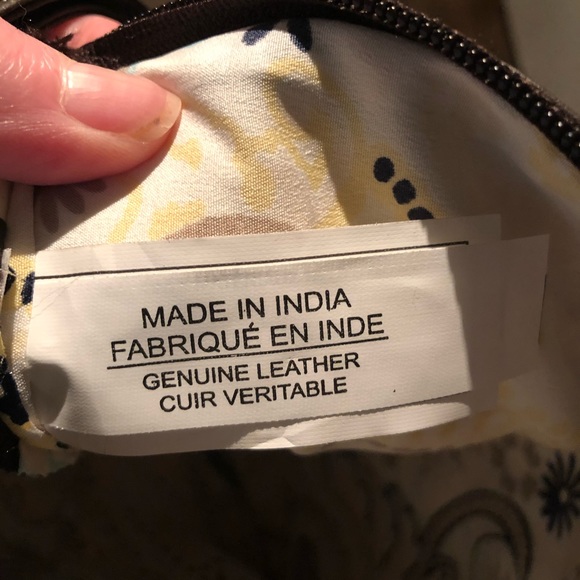 MADE IN INDIA
FABRIQUÉ EN INDE
GENUINE LEATHER
CUIR VERITABLE